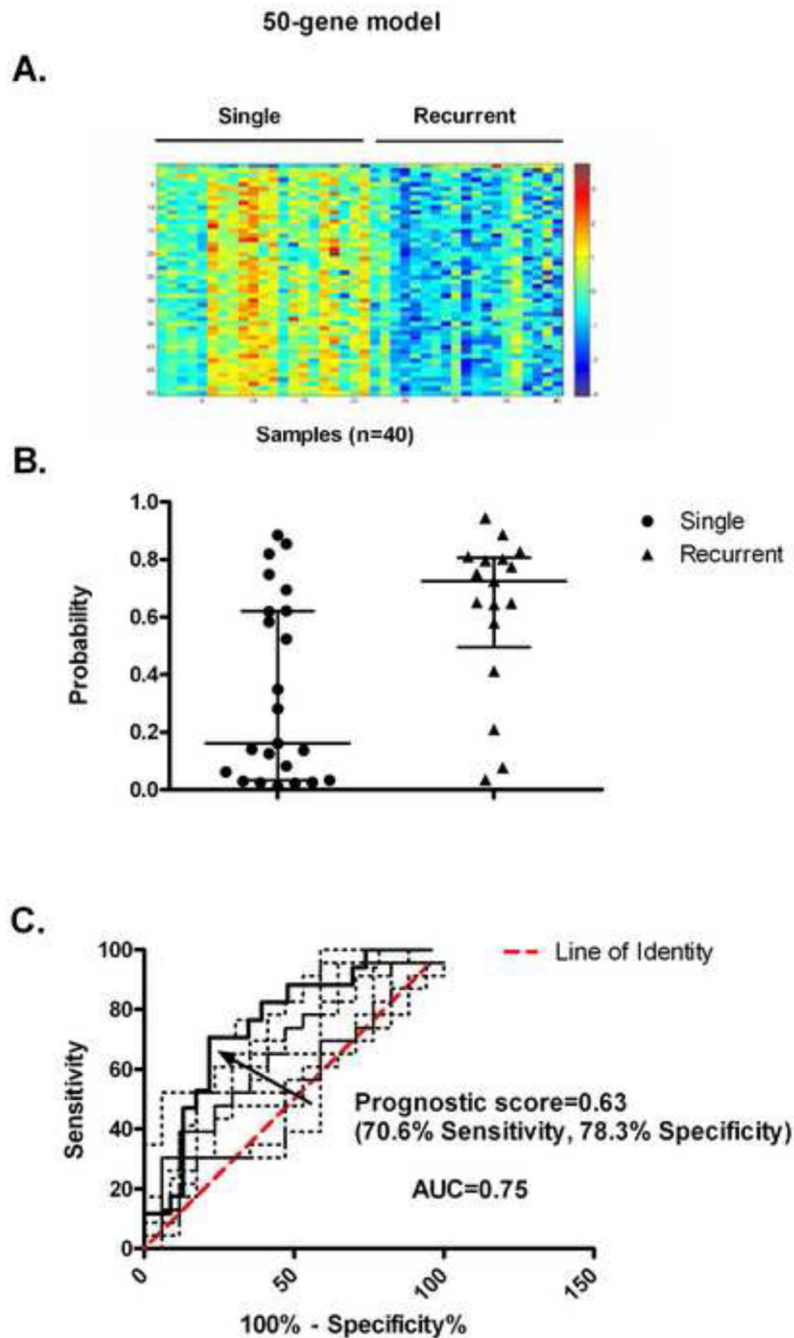 50-gene model
A.
Single Recurrent
Samples (n=40)
B.
1.0
0.8
0.6
0.4
0.2
0.0
Probability
Single
Recurrent
C.
100
80
60
40
20
0
Sensitivity
Line of Identity
Prognostic score=0.63
(70.6% Sensitivity, 78.3% Specificity)
AUC=0.75
0 50 100 150
100% - Specificity%